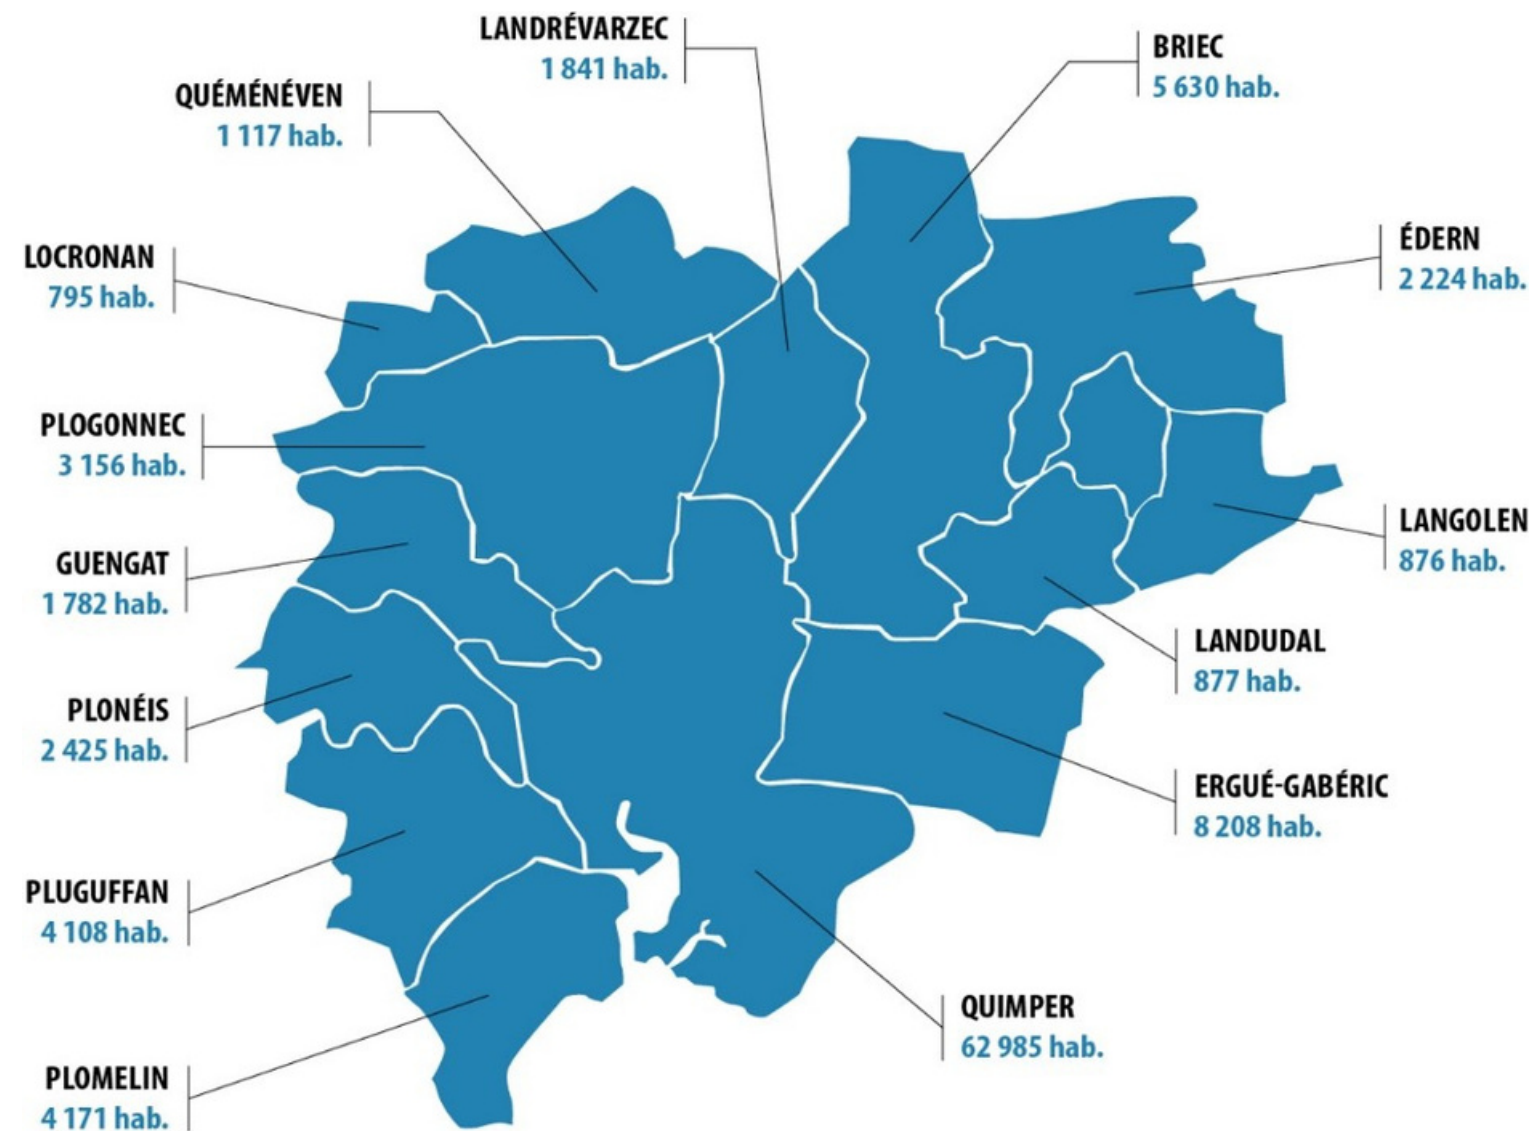 LANDRÉVARZEC
1 841 hab.
BRIEC
5 630 hab.
QUÉMÉNÉVEN
1 117 hab.
ÉDERN
2 224 hab.
LOCRONAN
795 hab.
PLOGONNEC
3 156 hab.
LANGOLEN
876 hab.
GUENGAT
1 782 hab.
LANDUDAL
877 hab.
PLONÉIS
2 425 hab.
ERGUÉ-GABÉRIC
8 208 hab.
PLUGUFFAN
4 108 hab.
QUIMPER
62 985 hab.
PLOMELIN
4 171 hab.